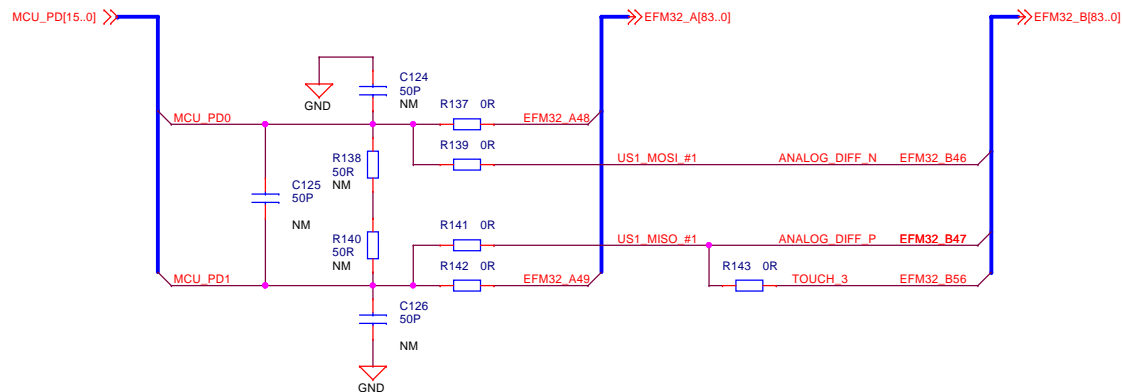 MCU_PD[15..0]
EFM32_A[83..0]
EFM32_B[83..0]
C124
50P
NM
GND
R137 0R
MCU_PD0
EFM32_A48
R139 0R
R138
50R
NM
US1_MOSI_#1
ANALOG_DIFF_N
EFM32_B46
C125
50P
NM
R141 0R
R140
50R
NM
US1_MISO_#1
ANALOG_DIFF_P
EFM32_B47
R142 0R
R143 0R
MCU_PD1
EFM32_A49
TOUCH_3
EFM32_B56
C126
50P
NM
GND